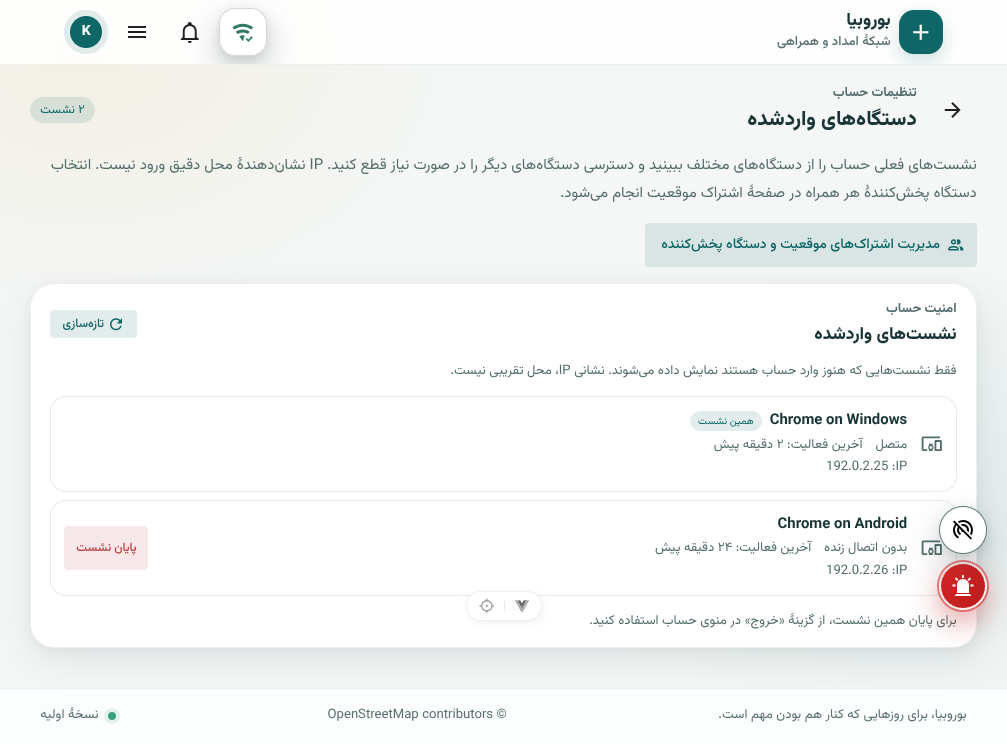 بوروبیا
شبکهٔ امداد و همراهی
K
تنظیمات حساب
دستگاه‌های واردشده
۲ نشست
نشست‌های فعلی حساب را از دستگاه‌های مختلف ببینید و دسترسی دستگاه‌های دیگر را در صورت نیاز قطع کنید. IP نشان‌دهندهٔ محل دقیق ورود نیست. انتخاب
دستگاه پخش‌کنندهٔ هر همراه در صفحهٔ اشتراک موقعیت انجام می‌شود.
مدیریت اشتراک‌های موقعیت و دستگاه پخش‌کننده
امنیت حساب
نشست‌های واردشده
تازه‌سازی
فقط نشست‌هایی که هنوز وارد حساب هستند نمایش داده می‌شوند. نشانی IP، محل تقریبی نیست.
Chrome on Windows همین نشست
متصل آخرین فعالیت: ۲ دقیقه پیش
IP: 192.0.2.25
Chrome on Android
بدون اتصال زنده آخرین فعالیت: ۲۴ دقیقه پیش
IP: 192.0.2.26
پایان نشست
برای پایان همین نشست، از گزینهٔ «خروج» در منوی حساب استفاده کنید.
بوروبیا، برای روزهایی که کنار هم بودن مهم است.
© OpenStreetMap contributors
نسخهٔ اولیه